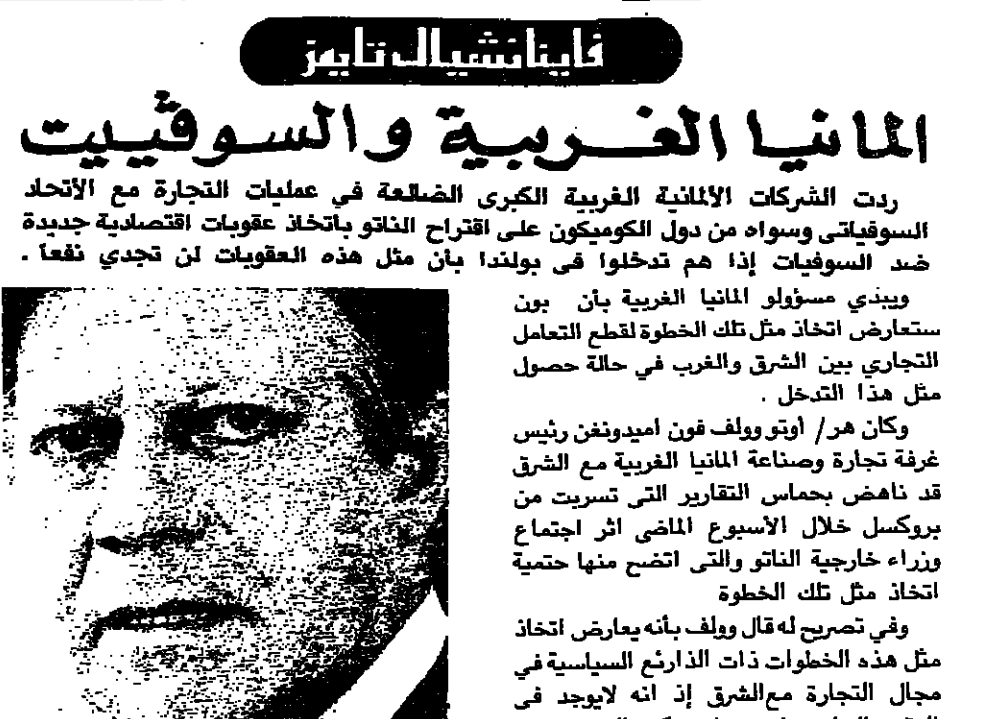 فاينانشيال تايمز
المانيا الغربية والسوڤييت
ردت الشركات الألمانية الغربية الكبرى الضالعة في عمليات التجارة مع الأتحاد
السوفياتى وسواه من دول الكوميكون على اقتراح الناتو بأتخاذ عقوبات اقتصادية جديدة
ضد السوفيات إذا هم تدخلوا فى بولندا بأن مثل هذه العقوبات لن تجدي نفعاً .
ويبدي مسؤولو المانيا الغربية بأن بون
ستعارض اتخاذ مثل تلك الخطوة لقطع التعامل
التجاري بين الشرق والغرب في حالة حصول
مثل هذا التدخل .
وكان هر/ أوتو وولف فون اميدونغن رئيس
غرفة تجارة وصناعة المانيا الغربية مع الشرق
قد ناهض بحماس التقارير التى تسربت من
بروكسل خلال الأسبوع الماضى اثر اجتماع
وزراء خارجية الناتو والتى اتضح منها حتمية
اتخاذ مثل تلك الخطوة
وفي تصريح له قال وولف بأنه يعارض اتخاذ
مثل هذه الخطوات ذات الذارئع السياسية في
مجال التجارة مع الشرق إذ انه لايوجد فى